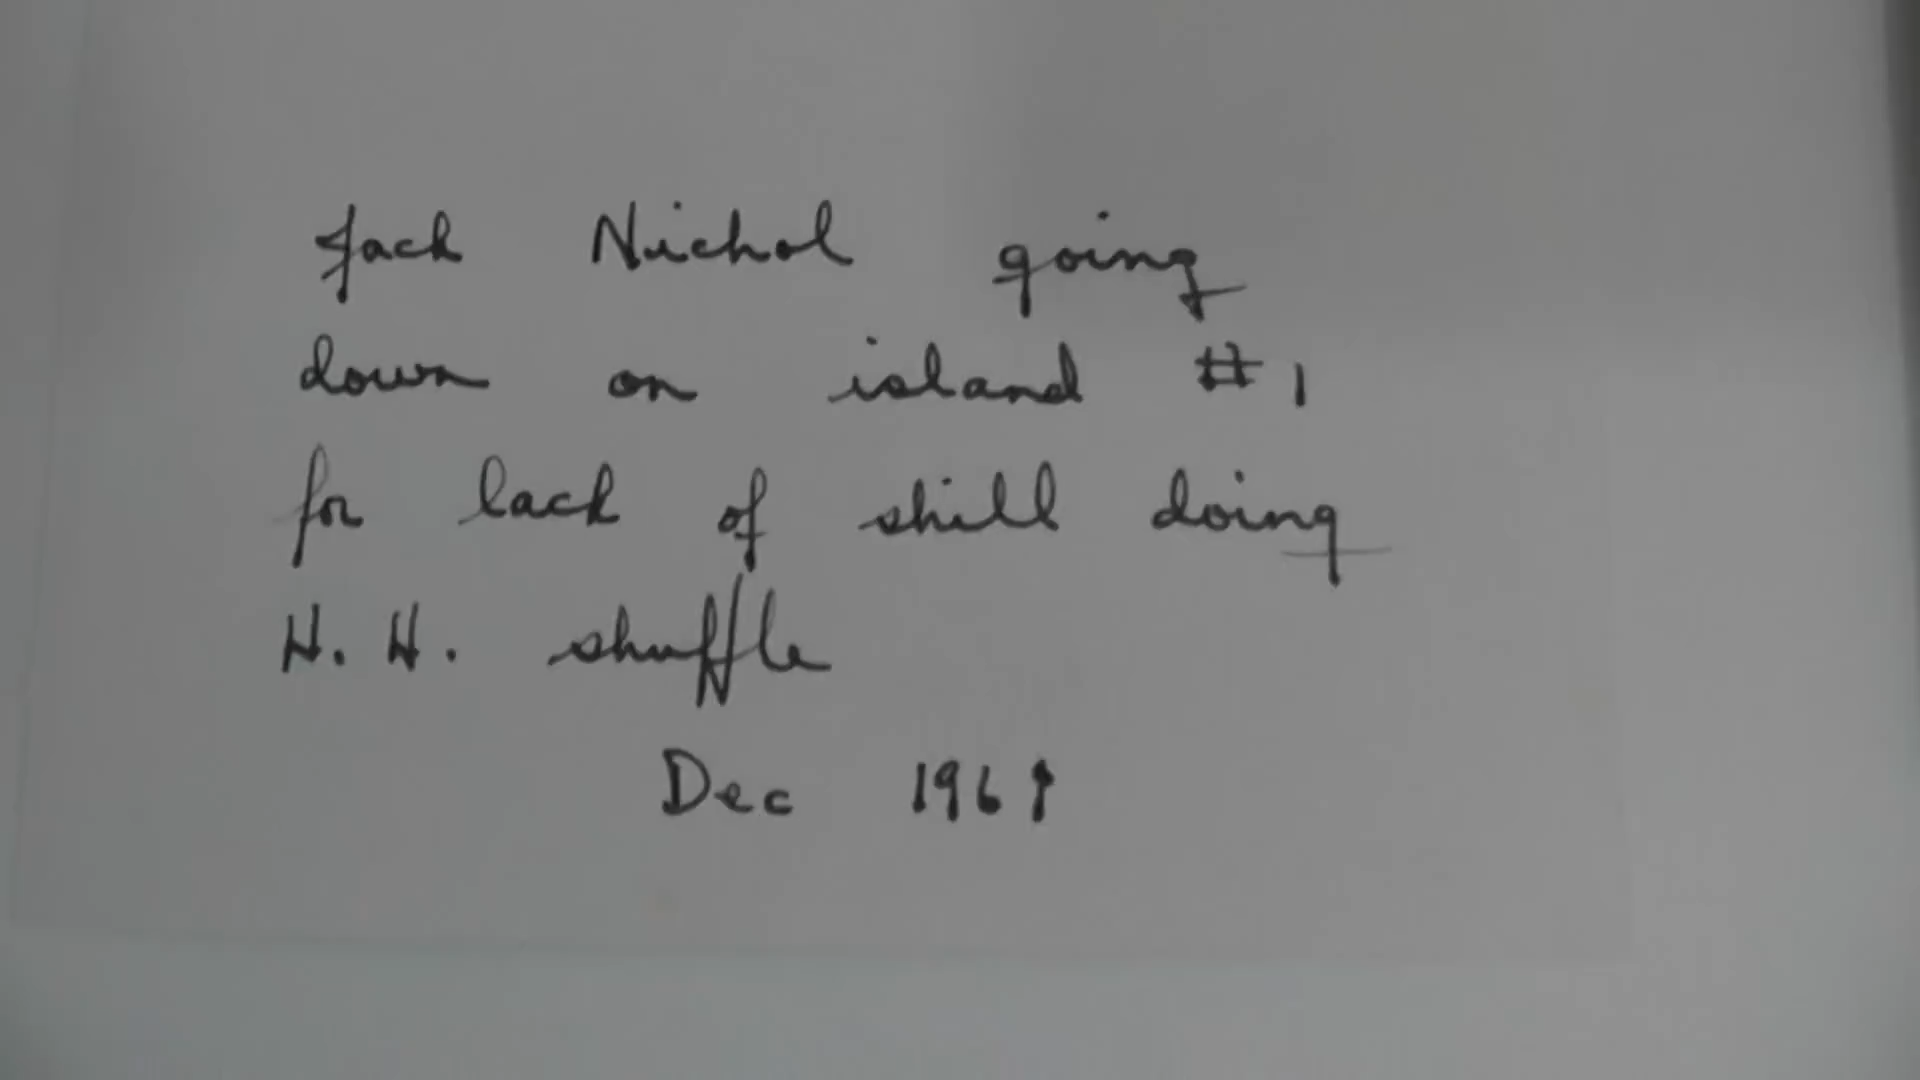 Jack Nichol going
down on island #1
for lack of skill doing
H. H. shuffle
Dec